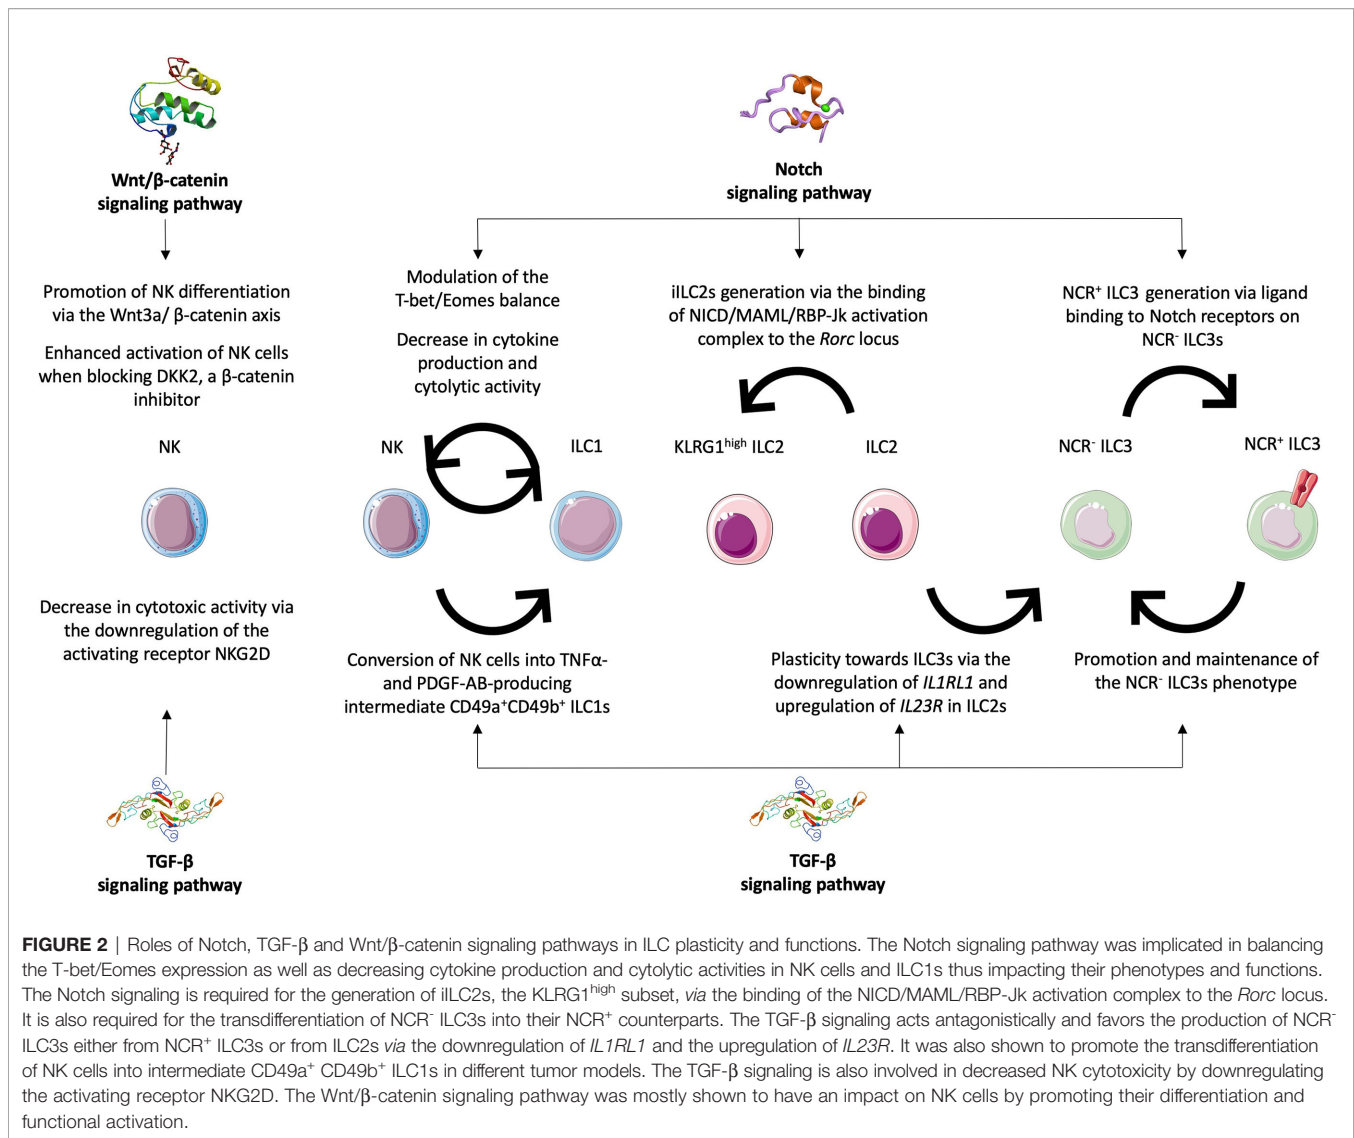 Wnt/β-catenin
signaling pathway
Notch
signaling pathway
Promotion of NK differentiation
via the Wnt3a/ β-catenin axis
Enhanced activation of NK cells
when blocking DKK2, a β-catenin
inhibitor
Modulation of the
T-bet/Eomes balance
Decrease in cytokine
production and
cytolytic activity
iILC2s generation via the binding
of NICD/MAML/RBP-Jk activation
complex to the Rorc locus
NCR⁺ ILC3 generation via ligand
binding to Notch receptors on
NCR⁻ ILC3s
NK
NK
ILC1
KLRG1ʰⁱᵍʰ ILC2
ILC2
NCR⁻ ILC3
NCR⁺ ILC3
Decrease in cytotoxic activity via
the downregulation of the
activating receptor NKG2D
Conversion of NK cells into TNFα-
and PDGF-AB-producing
intermediate CD49a⁺CD49b⁺ ILC1s
Plasticity towards ILC3s via the
downregulation of IL1RL1 and
upregulation of IL23R in ILC2s
Promotion and maintenance of
the NCR⁻ ILC3s phenotype
TGF-β
signaling pathway
TGF-β
signaling pathway
FIGURE 2 | Roles of Notch, TGF-β and Wnt/β-catenin signaling pathways in ILC plasticity and functions. The Notch signaling pathway was implicated in balancing
the T-bet/Eomes expression as well as decreasing cytokine production and cytolytic activities in NK cells and ILC1s thus impacting their phenotypes and functions.
The Notch signaling is required for the generation of iILC2s, the KLRG1ʰⁱᵍʰ subset, via the binding of the NICD/MAML/RBP-Jk activation complex to the Rorc locus.
It is also required for the transdifferentiation of NCR⁻ ILC3s into their NCR⁺ counterparts. The TGF-β signaling acts antagonistically and favors the production of NCR⁻
ILC3s either from NCR⁺ ILC3s or from ILC2s via the downregulation of IL1RL1 and the upregulation of IL23R. It was also shown to promote the transdifferentiation
of NK cells into intermediate CD49a⁺ CD49b⁺ ILC1s in different tumor models. The TGF-β signaling is also involved in decreased NK cytotoxicity by downregulating
the activating receptor NKG2D. The Wnt/β-catenin signaling pathway was mostly shown to have an impact on NK cells by promoting their differentiation and
functional activation.